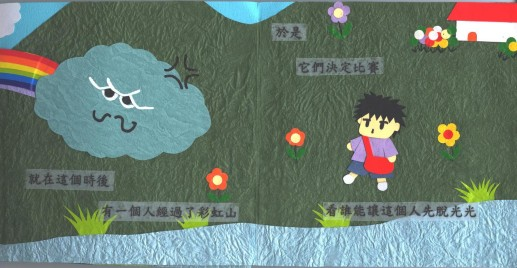 就在這個時後
有一個人經過了彩虹山
於是
它們決定比賽
看誰能讓這個人先脫光光